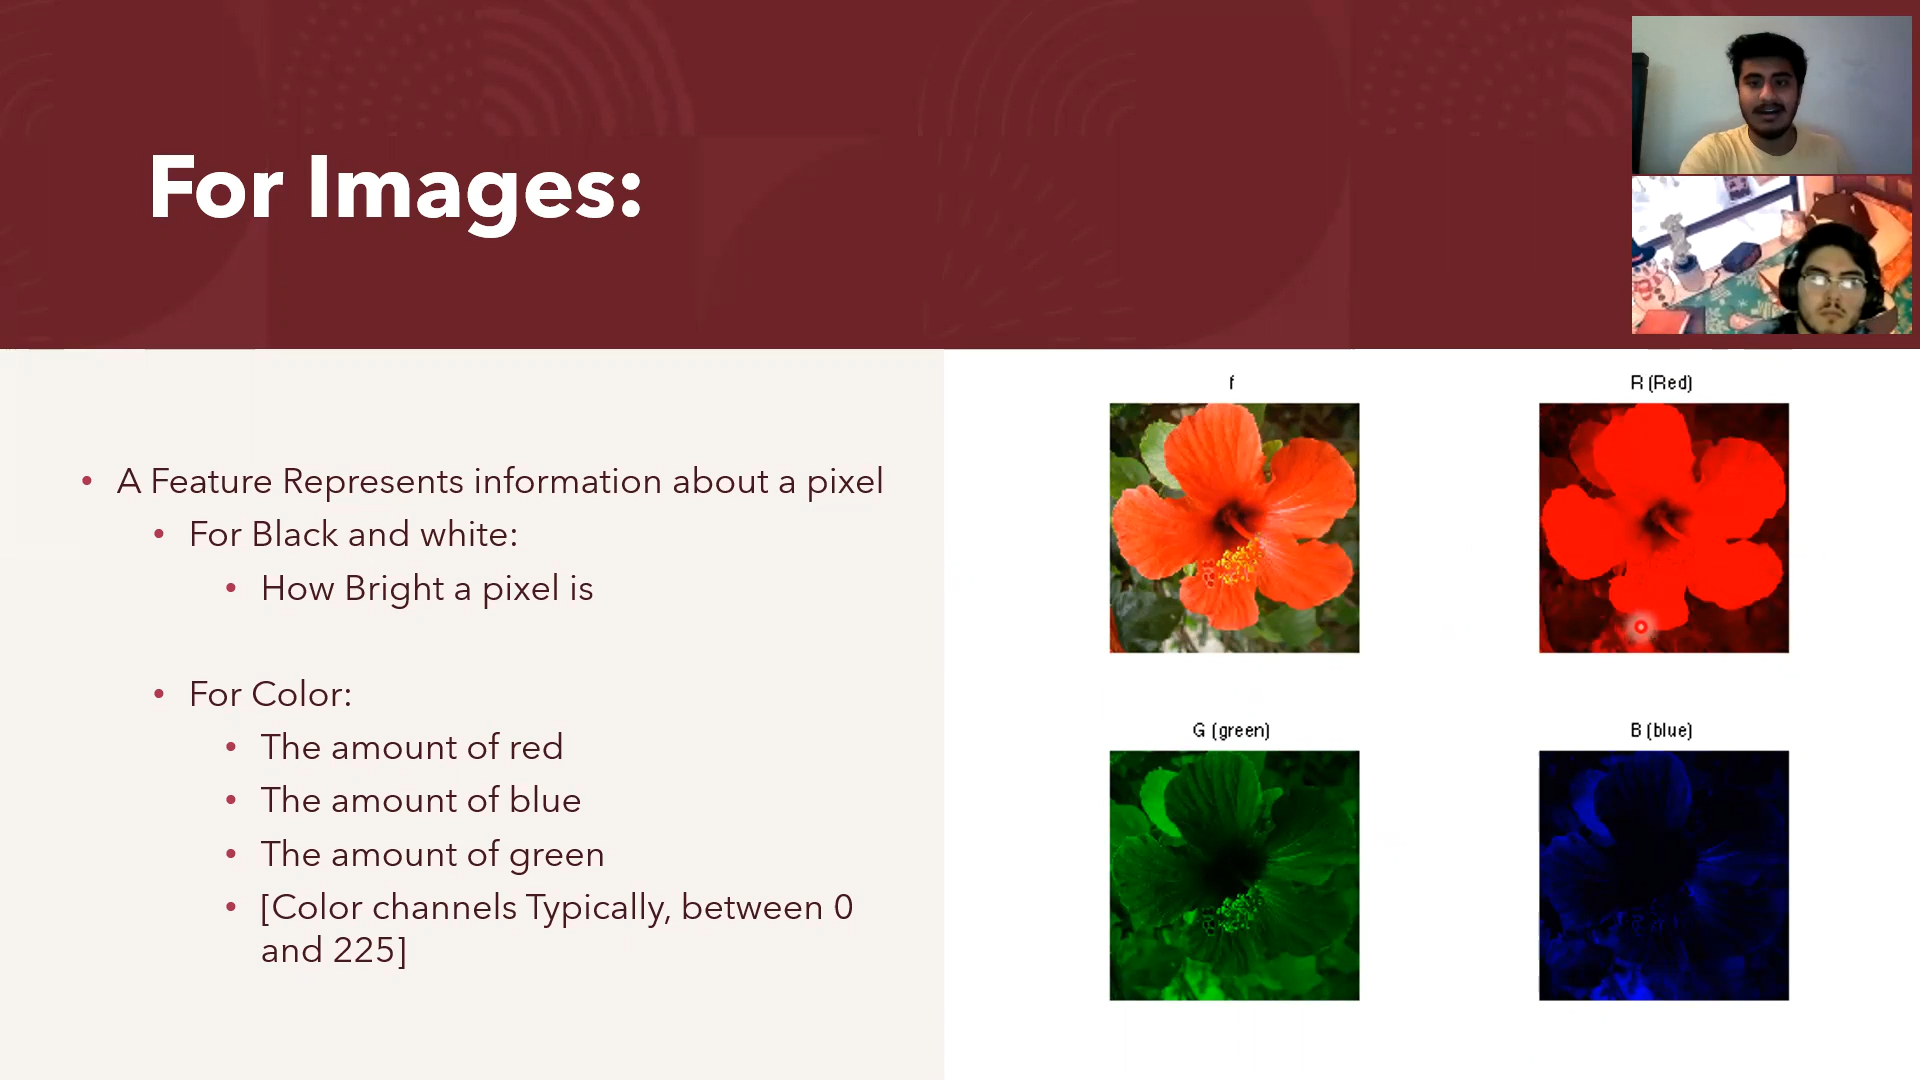 For Images:
• A Feature Represents information about a pixel
• For Black and white:
• How Bright a pixel is
• For Color:
• The amount of red
• The amount of blue
• The amount of green
• [Color channels Typically, between 0
and 225]
f
R (Red)
G (green)
B (blue)